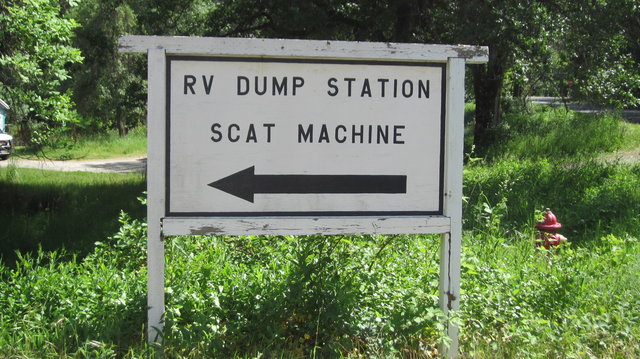 RV DUMP STATION
SCAT MACHINE